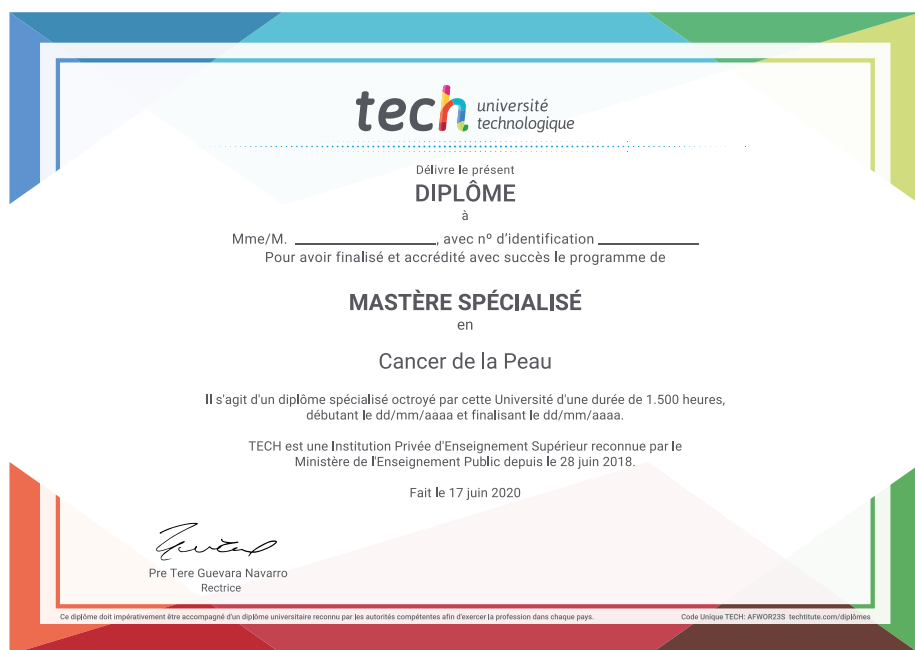 tech université
technologique
Délivre le présent
DIPLÔME
à
Mme/M. ____________________, avec nº d'identification ______________
Pour avoir finalisé et accrédité avec succès le programme de
MASTÈRE SPÉCIALISÉ
en
Cancer de la Peau
Il s'agit d'un diplôme spécialisé octroyé par cette Université d'une durée de 1.500 heures,
débutant le dd/mm/aaaa et finalisant le dd/mm/aaaa.
TECH est une Institution Privée d'Enseignement Supérieur reconnue par le
Ministère de l'Enseignement Public depuis le 28 juin 2018.
Fait le 17 juin 2020
Pre Tere Guevara Navarro
Rectrice
Ce diplôme doit impérativement être accompagné d'un diplôme universitaire reconnu par les autorités compétentes afin d'exercer la profession dans chaque pays.
Code Unique TECH: AFWOR23S techtitute.com/diplômes